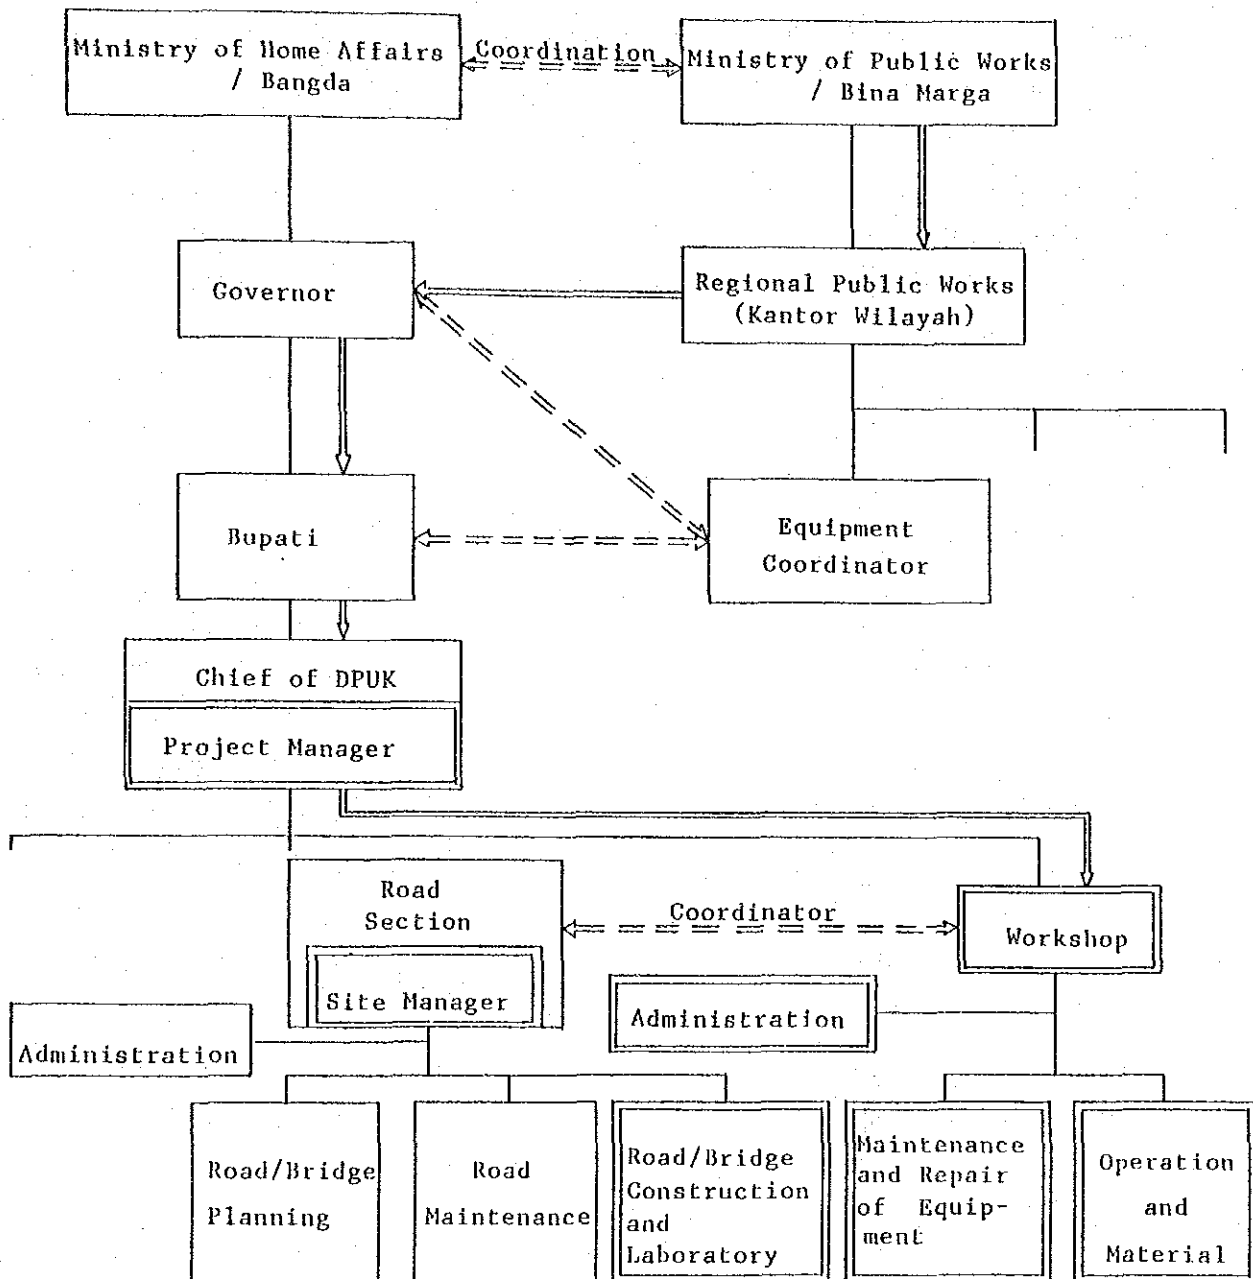 Ministry of Home Affairs
/ Bangda
Coordination
Ministry of Public Works
/ Bina Marga
Governor
Regional Public Works
(Kantor Wilayah)
Bupati
Equipment
Coordinator
Chief of DPUK
Project Manager
Road
Section
Site Manager
Coordinator
Workshop
Administration
Administration
Road/Bridge
Planning
Road
Maintenance
Road/Bridge
Construction
and
Laboratory
Maintenance
and Repair
of Equip-
ment
Operation
and
Material